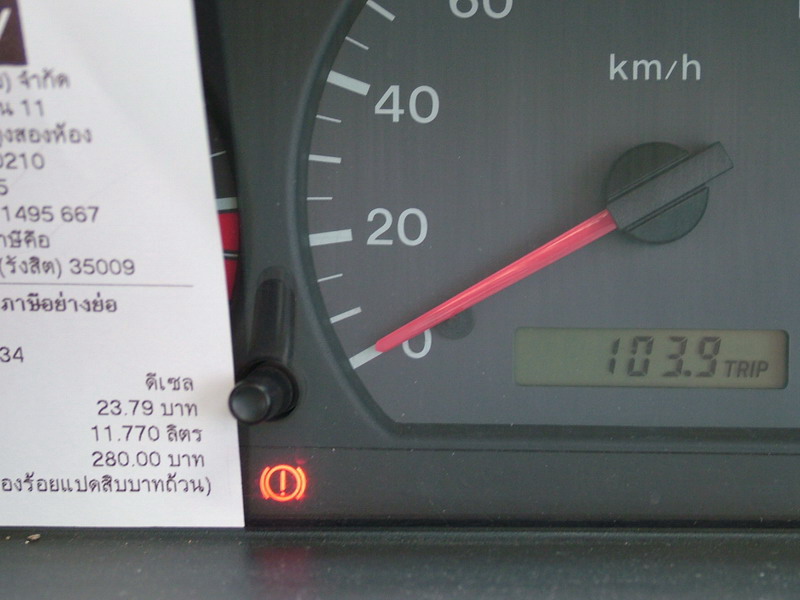 ) จำกัด
น 11
งสองห้อง
0210
5
1495 667
าษีคือ
(รังสิต) 35009
ภาษีอย่างย่อ
34
ดีเซล
23.79 บาท
11.770 ลิตร
280.00 บาท
องร้อยแปดสิบบาทถ้วน)
60
km/h
40
20
0
103.9 TRIP